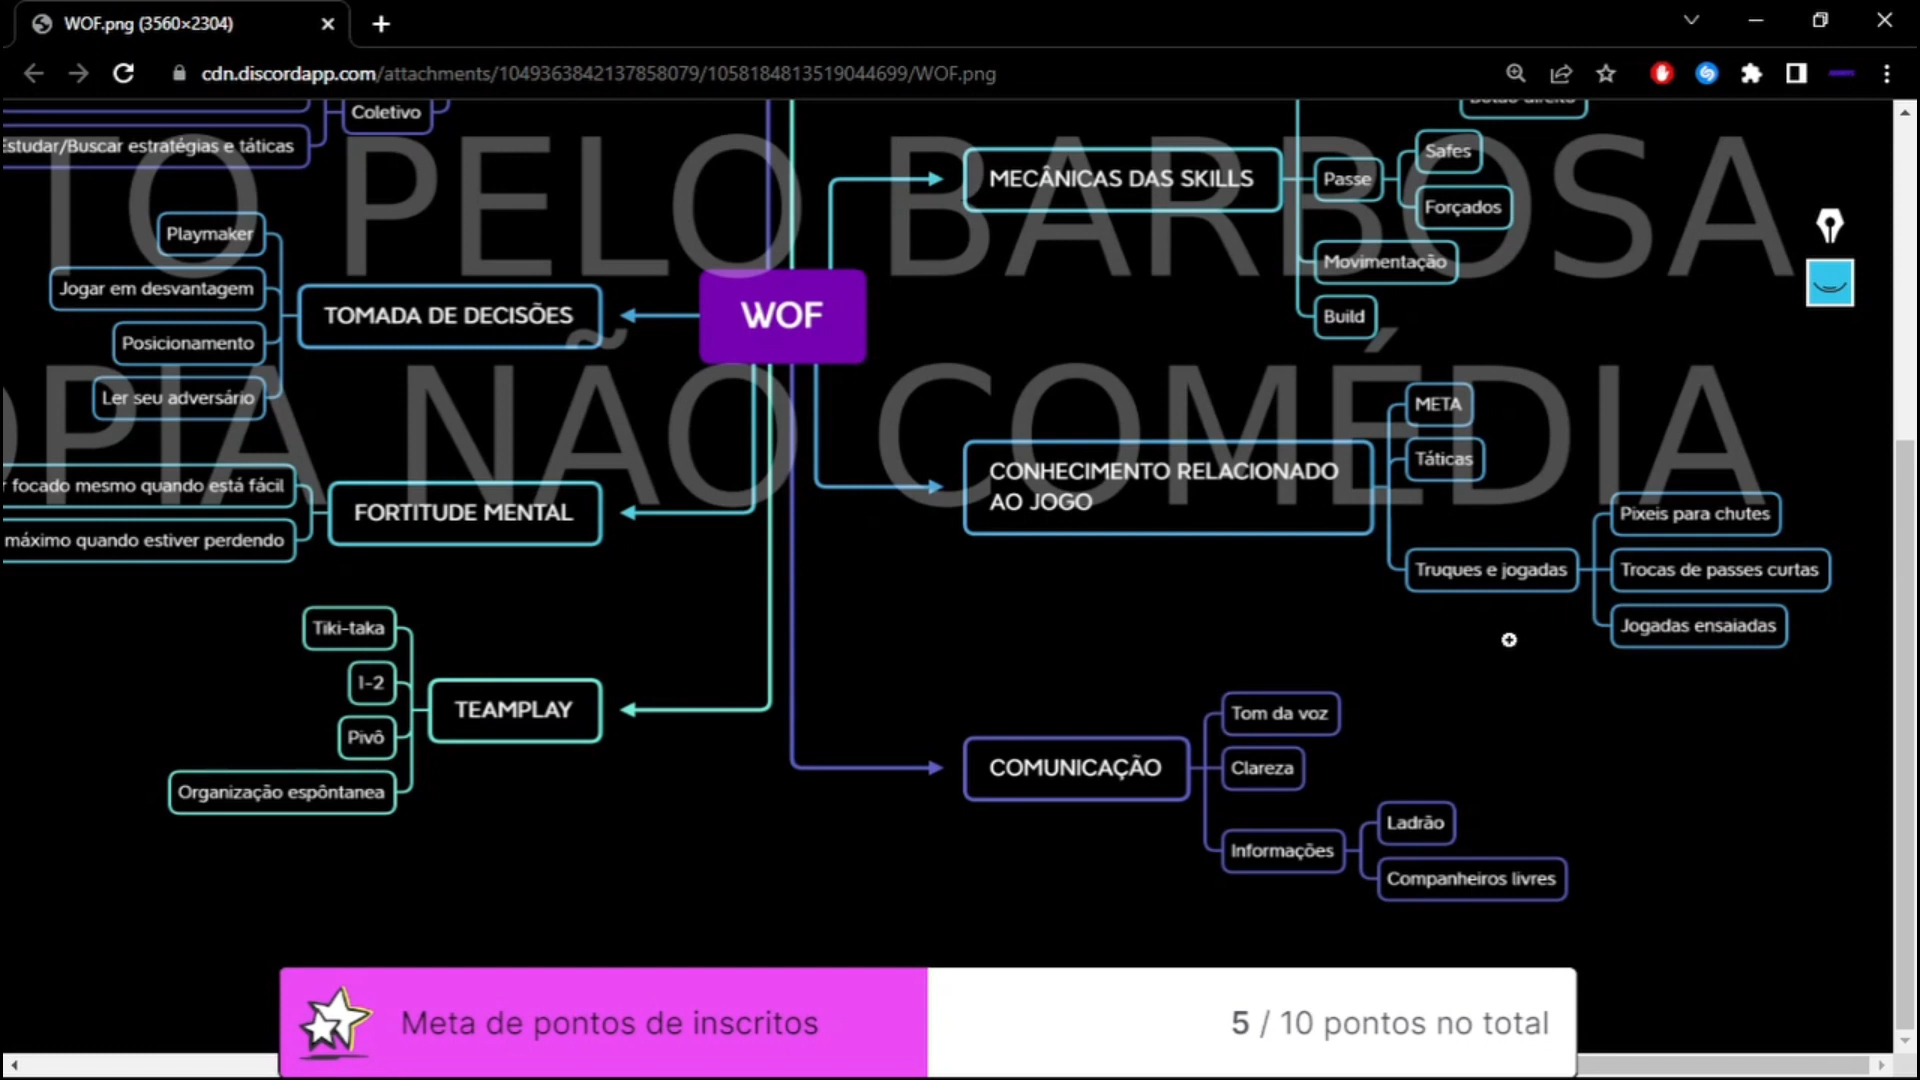 WOF.png (3560×2304)
cdn.discordapp.com/attachments/1049363842137858079/1058184813519044699/WOF.png
Coletivo
Estudar/Buscar estratégias e táticas
TO PELO BARBOSA
MECÂNICAS DAS SKILLS
Passe
Safes
Forçados
Movimentação
Build
Playmaker
Jogar em desvantagem
Posicionamento
Ler seu adversário
TOMADA DE DECISÕES
WOF
NÃO COMÉDIA
META
Táticas
CONHECIMENTO RELACIONADO
AO JOGO
Truques e jogadas
Pixeis para chutes
Trocas de passes curtas
Jogadas ensaiadas
focado mesmo quando está fácil
máximo quando estiver perdendo
FORTITUDE MENTAL
Tiki-taka
1-2
Pivô
Organização espôntanea
TEAMPLAY
COMUNICAÇÃO
Tom da voz
Clareza
Informações
Ladrão
Companheiros livres
Meta de pontos de inscritos
5 / 10 pontos no total